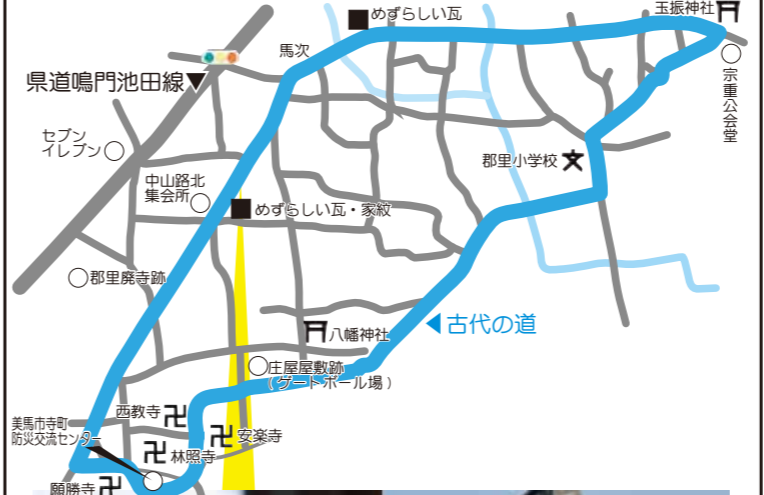 めずらしい瓦
玉振神社
馬次
県道鳴門池田線▼
宗重公会堂
セブン
イレブン
郡里小学校
中山路北
集会所
めずらしい瓦・家紋
郡里廃寺跡
◀古代の道
八幡神社
庄屋屋敷跡
(ゲートボール場)
西教寺
美馬市寺町
防災交流センター
安楽寺
林照寺
願勝寺